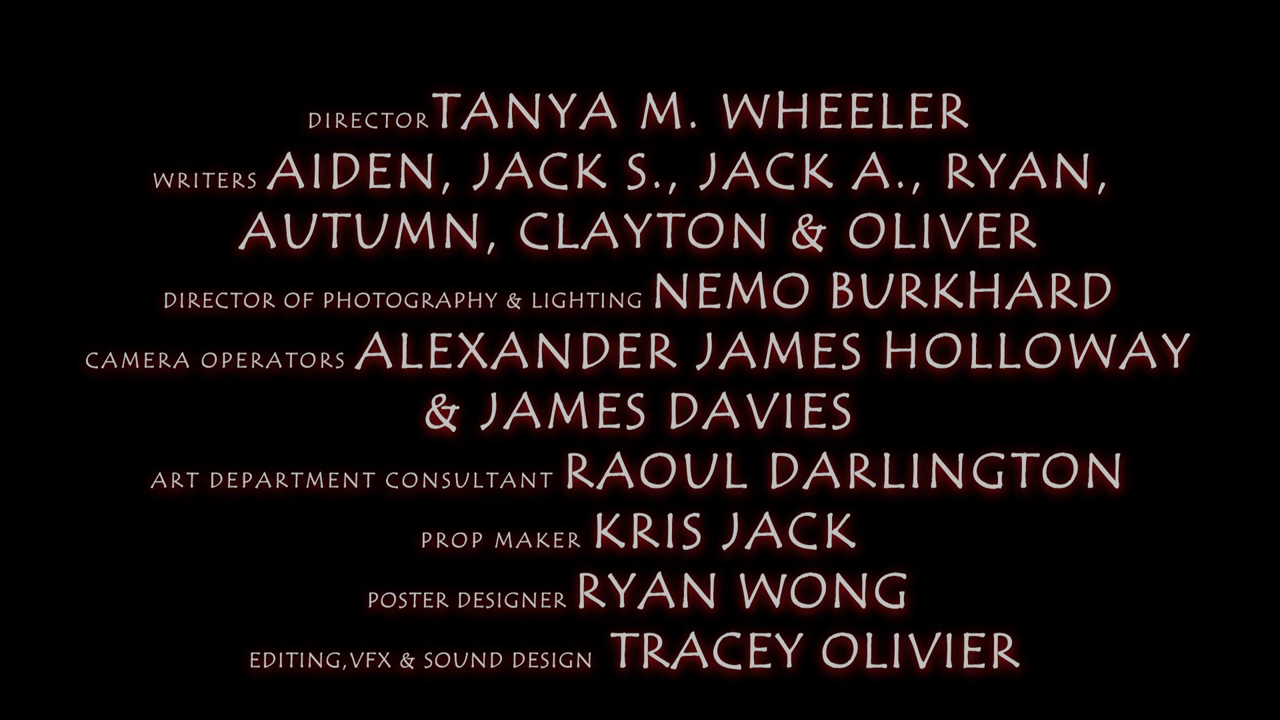 DIRECTOR TANYA M. WHEELER
WRITERS AIDEN, JACK S., JACK A., RYAN,
AUTUMN, CLAYTON & OLIVER
DIRECTOR OF PHOTOGRAPHY & LIGHTING NEMO BURKHARD
CAMERA OPERATORS ALEXANDER JAMES HOLLOWAY
& JAMES DAVIES
ART DEPARTMENT CONSULTANT RAOUL DARLINGTON
PROP MAKER KRIS JACK
POSTER DESIGNER RYAN WONG
EDITING,VFX & SOUND DESIGN TRACEY OLIVIER